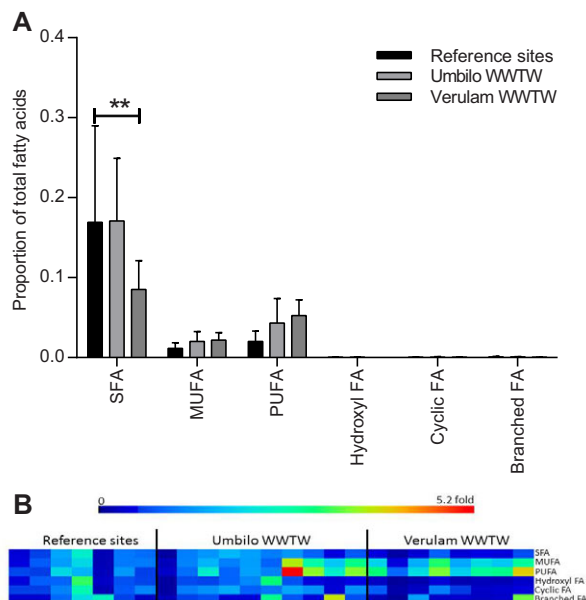 A
Proportion of total fatty acids
0.4
0.3
0.2
0.1
0.0
**
Reference sites
Umbilo WWTW
Verulam WWTW
SFA
MUFA
PUFA
Hydroxyl FA
Cyclic FA
Branched FA
B
0
5.2 fold
Reference sites Umbilo WWTW Verulam WWTW
SFA
MUFA
PUFA
Hydroxyl FA
Cyclic FA
Branched FA